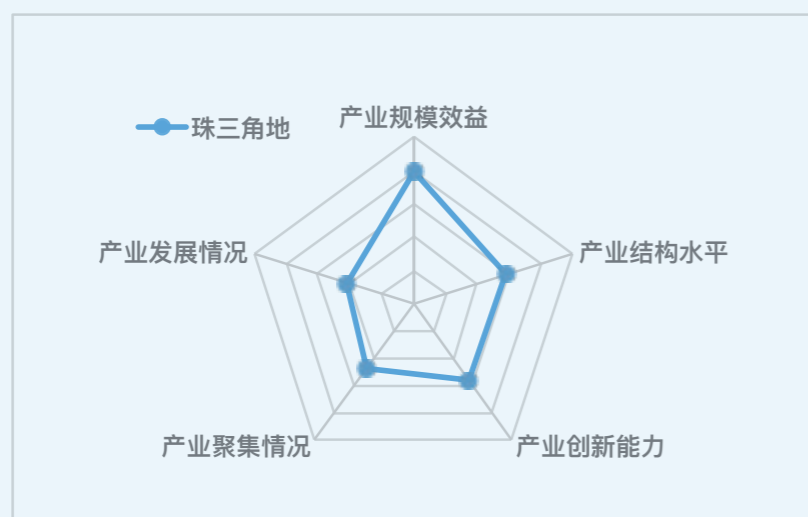 产业规模效益
珠三角地
产业发展情况
产业结构水平
产业聚集情况
产业创新能力